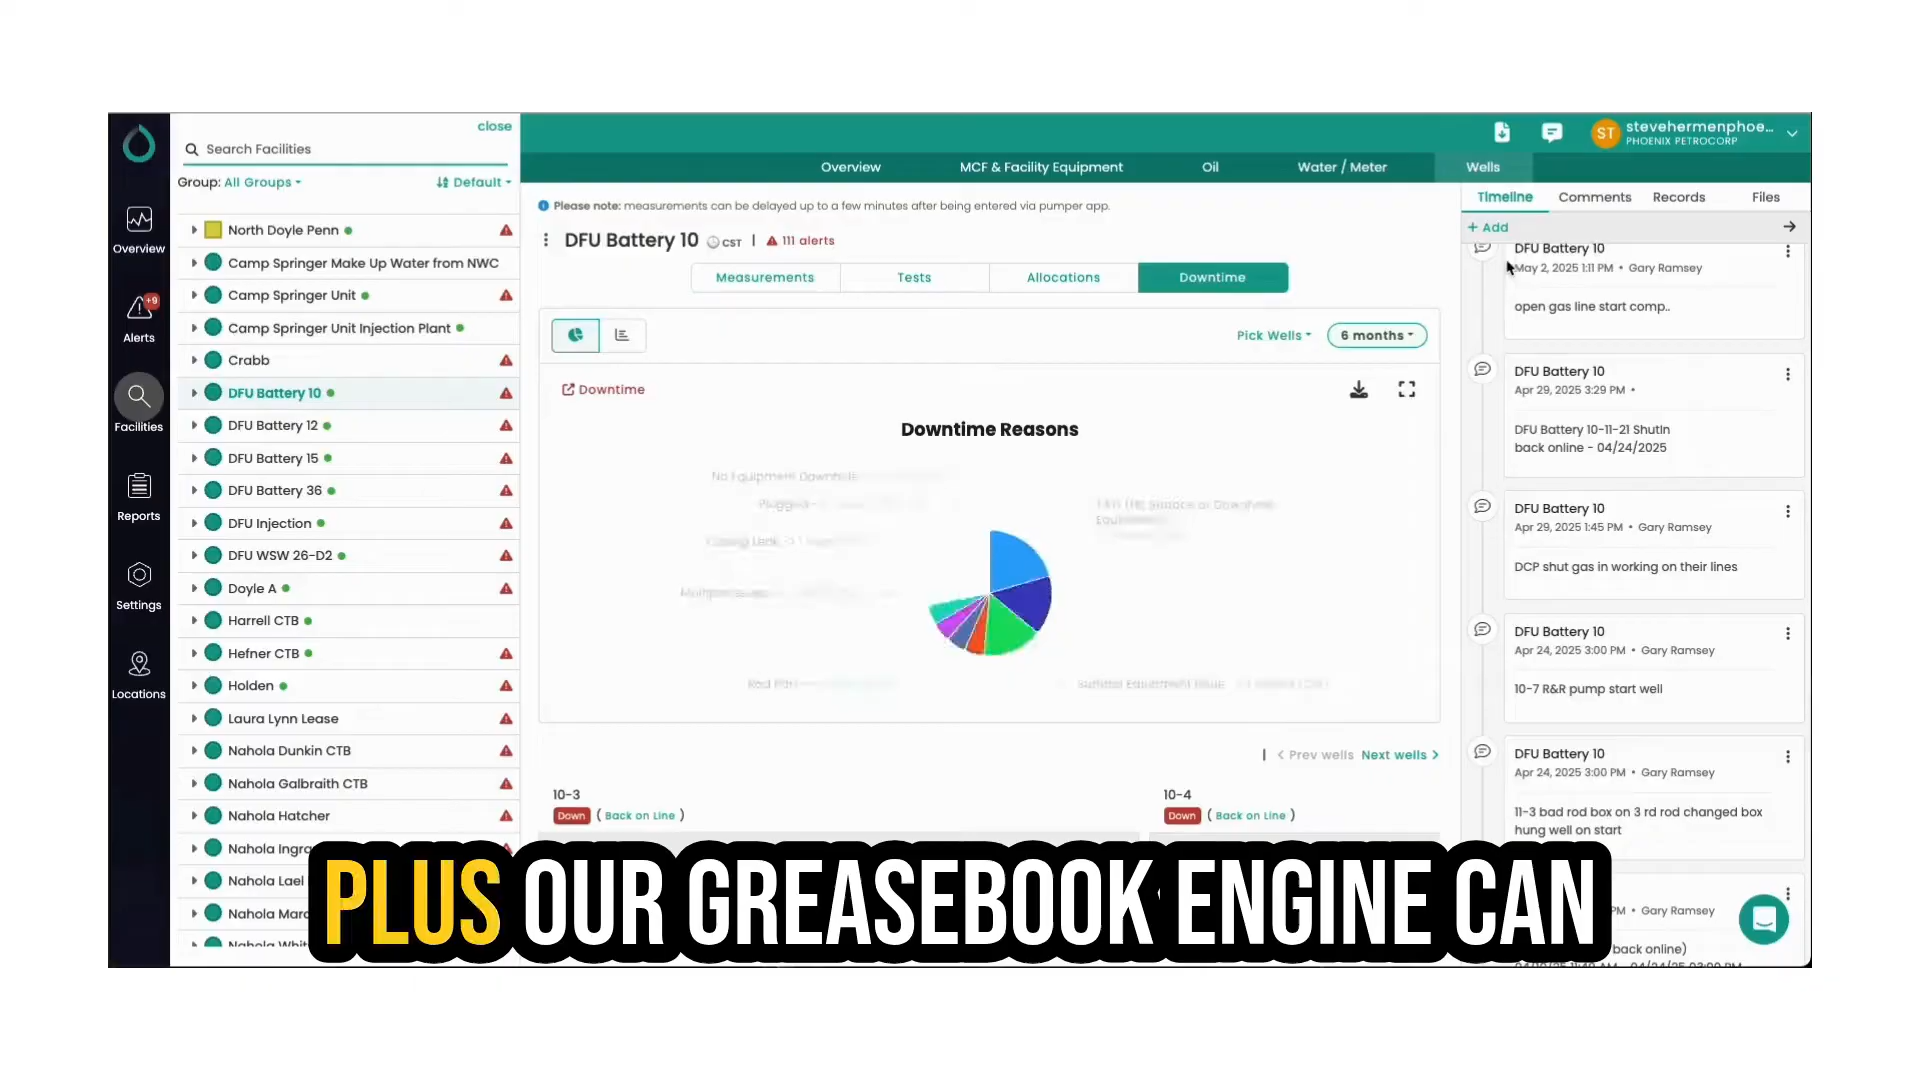 close
Search Facilities
Group: All Groups
Default
North Doyle Penn
Camp Springer Make Up Water from NWC
Camp Springer Unit
Camp Springer Unit Injection Plant
Crabb
DFU Battery 10
DFU Battery 12
DFU Battery 15
DFU Battery 36
DFU Injection
DFU WSW 26-D2
Doyle A
Harrell CTB
Hefner CTB
Holden
Laura Lynn Lease
Nahola Dunkin CTB
Nahola Galbraith CTB
Nahola Hatcher
Nahola
Nahola Lael
Nahola
Overview
+9
Alerts
Facilities
Reports
Settings
Locations
ST
stevehermenphoe...
PHOENIX PETROCORP
Overview
MCF & Facility Equipment
Oil
Water / Meter
Wells
Please note: measurements can be delayed up to a few minutes after being entered via pumper app.
DFU Battery 10 CST | 111 alerts
Measurements
Tests
Allocations
Downtime
Pick Wells
6 months
Downtime
Downtime Reasons
| < Prev wells Next wells >
10-3
Down ( Back on Line )
10-4
Down ( Back on Line )
Timeline
Comments
Records
Files
+ Add
DFU Battery 10
May 2, 2025 1:11 PM • Gary Ramsey
open gas line start comp..
DFU Battery 10
Apr 29, 2025 3:29 PM •
DFU Battery 10-11-21 ShutIn
back online - 04/24/2025
DFU Battery 10
Apr 29, 2025 1:45 PM • Gary Ramsey
DCP shut gas in working on their lines
DFU Battery 10
Apr 24, 2025 3:00 PM • Gary Ramsey
10-7 R&R pump start well
DFU Battery 10
Apr 24, 2025 3:00 PM • Gary Ramsey
11-3 bad rod box on 3 rd rod changed box
hung well on start
PM • Gary Ramsey
back online)
PLUS OUR GREASEBOOK ENGINE CAN